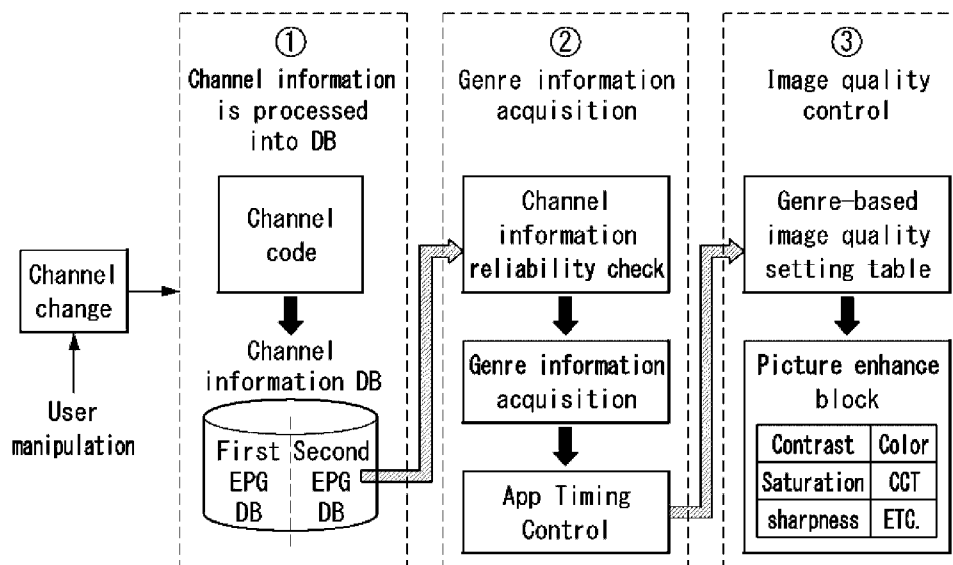 Channel
change
User
manipulation
①
Channel information
is processed
into DB
Channel
code
Channel
information DB
First Second
EPG EPG
DB DB
②
Genre information
acquisition
Channel
information
reliability check
Genre information
acquisition
App Timing
Control
③
Image quality
control
Genre-based
image quality
setting table
Picture enhance
block
Contrast Color
Saturation CCT
sharpness ETC.